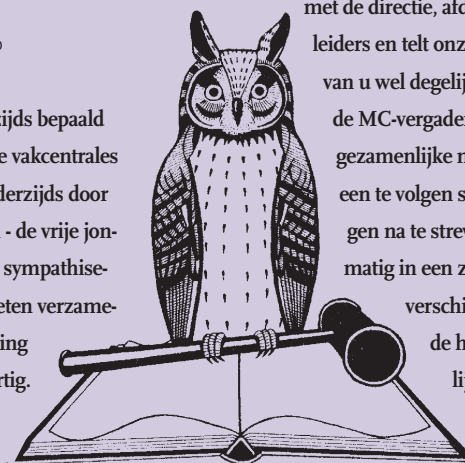 zijds bepaald
e vakcentrales
derzijds door
- de vrije jon-
sympathise-
eten verzame-
ing
rtig.
met de directie, afd
leiders en telt onz
van u wel degelij
de MC-vergade
gezamenlijke
een te volgen s
gen na te strev
matig in een z
verschi
de h
lij